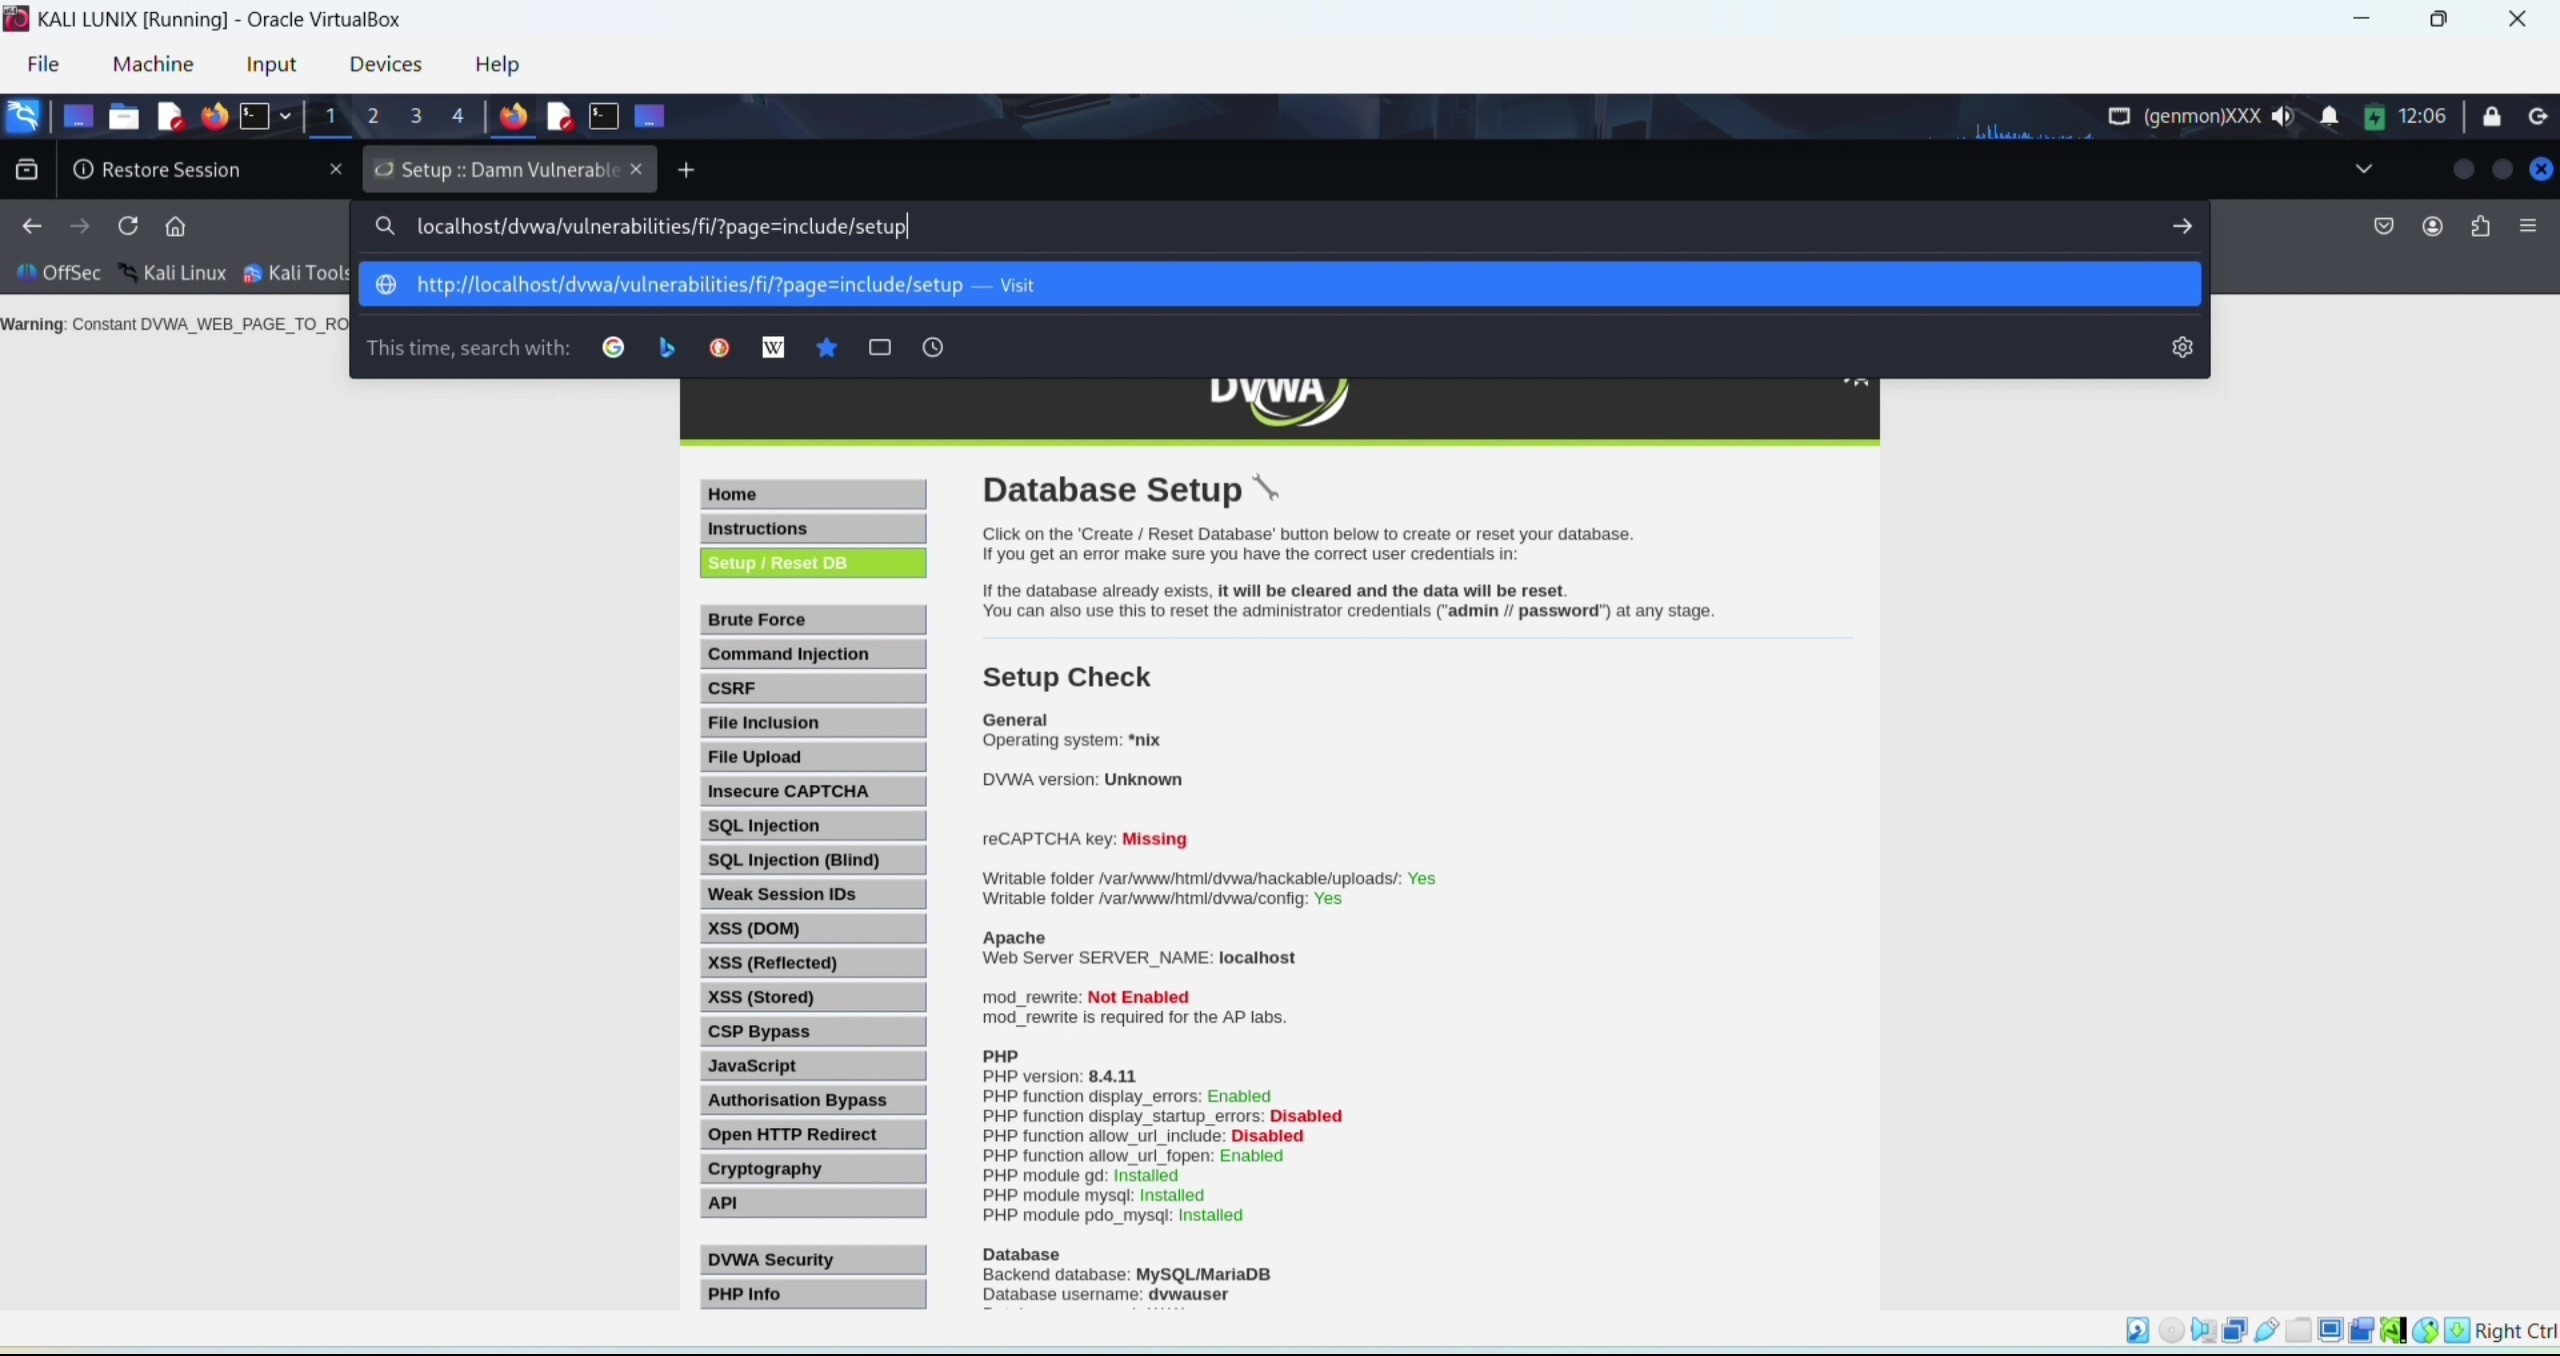 KALI LUNIX [Running] - Oracle VirtualBox
File Machine Input Devices Help
1 2 3 4 (genmon)XXX 12:06
Restore Session Setup :: Damn Vulnerable
localhost/dvwa/vulnerabilities/fi/?page=include/setup
OffSec Kali Linux Kali Tools
http://localhost/dvwa/vulnerabilities/fi/?page=include/setup — Visit
Warning: Constant DVWA_WEB_PAGE_TO_RO
This time, search with:
DVWA
Home
Instructions
Setup / Reset DB
Brute Force
Command Injection
CSRF
File Inclusion
File Upload
Insecure CAPTCHA
SQL Injection
SQL Injection (Blind)
Weak Session IDs
XSS (DOM)
XSS (Reflected)
XSS (Stored)
CSP Bypass
JavaScript
Authorisation Bypass
Open HTTP Redirect
Cryptography
API
DVWA Security
PHP Info
Database Setup
Click on the 'Create / Reset Database' button below to create or reset your database.
If you get an error make sure you have the correct user credentials in:
If the database already exists, it will be cleared and the data will be reset.
You can also use this to reset the administrator credentials ("admin // password") at any stage.
Setup Check
General
Operating system: *nix
DVWA version: Unknown
reCAPTCHA key: Missing
Writable folder /var/www/html/dvwa/hackable/uploads/: Yes
Writable folder /var/www/html/dvwa/config: Yes
Apache
Web Server SERVER_NAME: localhost
mod_rewrite: Not Enabled
mod_rewrite is required for the AP labs.
PHP
PHP version: 8.4.11
PHP function display_errors: Enabled
PHP function display_startup_errors: Disabled
PHP function allow_url_include: Disabled
PHP function allow_url_fopen: Enabled
PHP module gd: Installed
PHP module mysql: Installed
PHP module pdo_mysql: Installed
Database
Backend database: MySQL/MariaDB
Database username: dvwauser
Right Ctrl